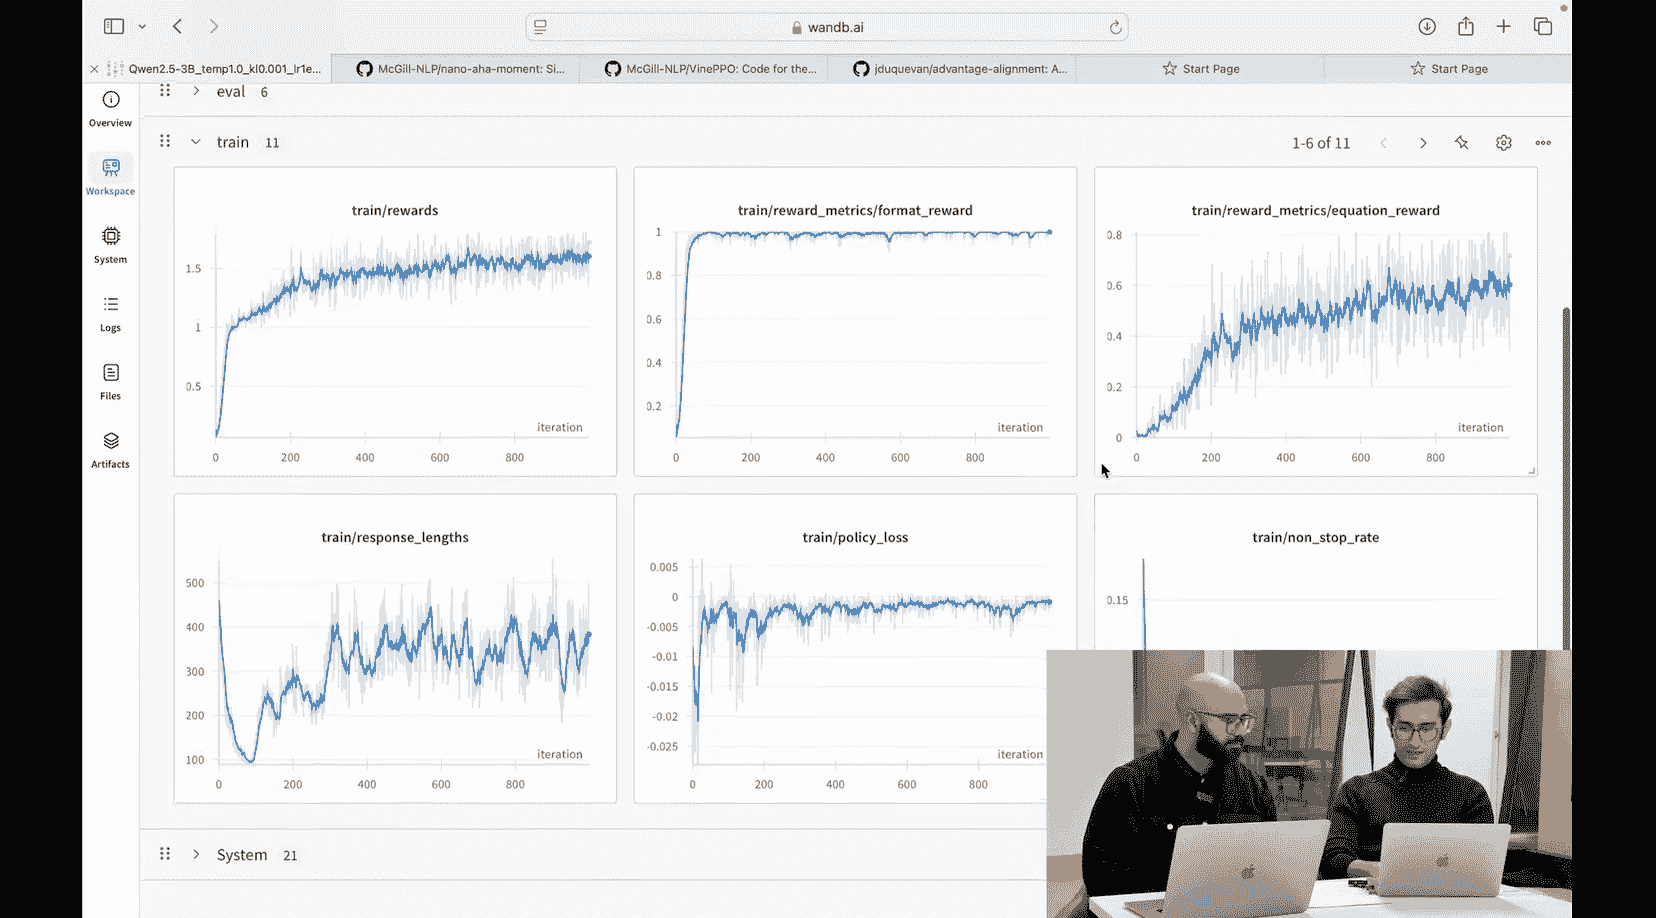 wandb.ai
Qwen2.5-3B_temp1.0_kl0.001_lr1e...
McGill-NLP/nano-aha-moment: Si...
McGill-NLP/VinePPO: Code for the...
jduquevan/advantage-alignment: A...
Start Page
Start Page
Overview
Workspace
System
Logs
Files
Artifacts
eval 6
train 11
1-6 of 11
train/rewards
1.5
1
0.5
iteration
0 200 400 600 800
train/reward_metrics/format_reward
1
0.8
0.6
0.4
0.2
iteration
0 200 400 600 800
train/reward_metrics/equation_reward
0.8
0.6
0.4
0.2
0
iteration
0 200 400 600 800
train/response_lengths
500
400
300
200
100
iteration
0 200 400 600 800
train/policy_loss
0.005
0
-0.005
-0.01
-0.015
-0.02
-0.025
iteration
0 200 400 600 800
train/non_stop_rate
0.15
System 21